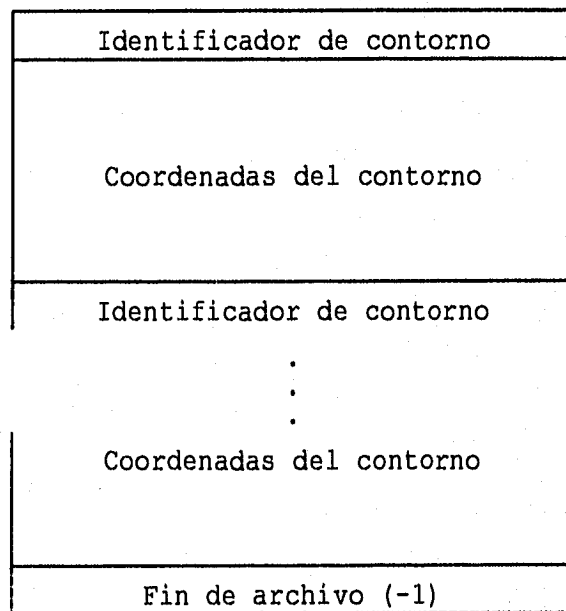 Identificador de contorno
Coordenadas del contorno
Identificador de contorno
.
.
.
Coordenadas del contorno
Fin de archivo (-1)